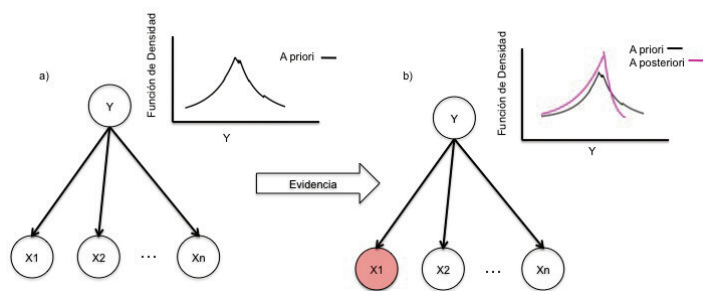 a)
Función de Densidad
A priori
Y
Y
X1
X2
...
Xn
Evidencia
b)
Función de Densidad
A priori
A posteriori
Y
Y
X1
X2
...
Xn